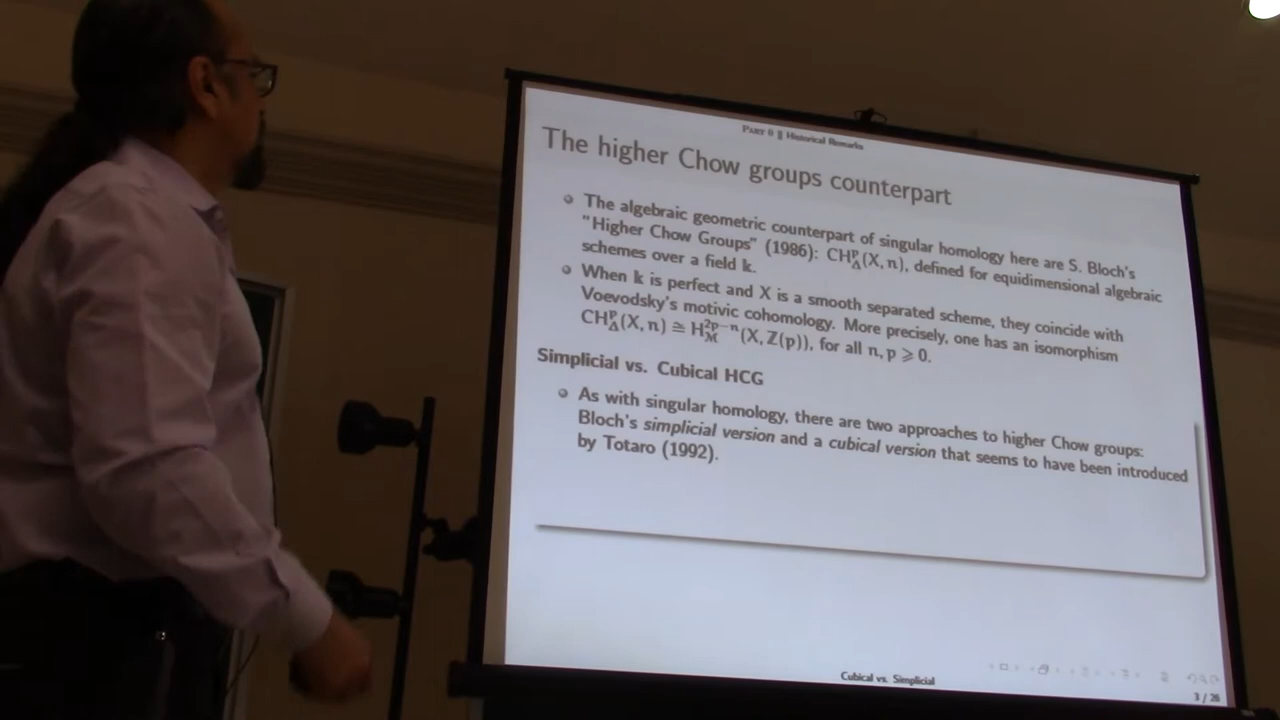 PART 0 || Historical Remarks
The higher Chow groups counterpart
The algebraic geometric counterpart of singular homology here are S. Bloch's
"Higher Chow Groups" (1986): CH^p_Δ(X, n), defined for equidimensional algebraic
schemes over a field k.
When k is perfect and X is a smooth separated scheme, they coincide with
Voevodsky's motivic cohomology. More precisely, one has an isomorphism
CH^p_Δ(X, n) ≅ H^{2p−n}_M(X, Z(p)), for all n, p ⩾ 0.
Simplicial vs. Cubical HCG
As with singular homology, there are two approaches to higher Chow groups:
Bloch's simplicial version and a cubical version that seems to have been introduced
by Totaro (1992).
Cubical vs. Simplicial
3 / 26